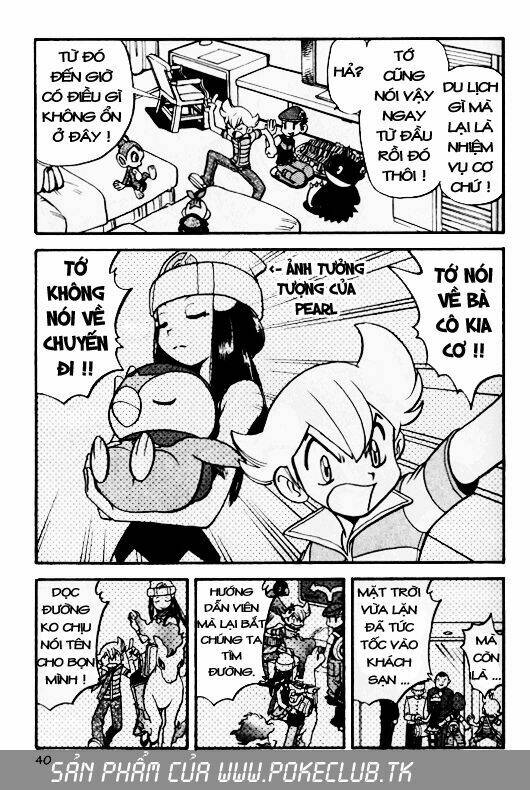 DU LỊCH
GÌ MÀ
LẠI LÀ
NHIỆM
VỤ CƠ
CHỨ !
HẢ?
TỚ
CŨNG
NÓI VẬY
NGAY
TỪ ĐẦU
RỒI ĐÓ
THÔI !
TỪ ĐÓ
ĐẾN GIỜ
CÓ ĐIỀU GÌ
KHÔNG ỔN
Ở ĐÂY !
TỚ NÓI
VỀ BÀ
CÔ KIA
CƠ !!
<- ẢNH TƯỞNG
TƯỢNG CỦA
PEARL
TỚ
KHÔNG
NÓI VỀ
CHUYẾN
ĐI !!
MÀ
CÒN
LÀ ...
MẶT TRỜI
VỪA LẶN
ĐÃ TỨC
TỐC VÀO
KHÁCH
SẠN ...
HƯỚNG
DẪN VIÊN
MÀ LẠI BẮT
CHÚNG TA
TÌM
ĐƯỜNG.
DỌC
ĐƯỜNG
KO CHỊU
NÓI TÊN
CHO BỌN
MÌNH !
40
SẢN PHẨM CỦA WWW.POKECLUB.TK